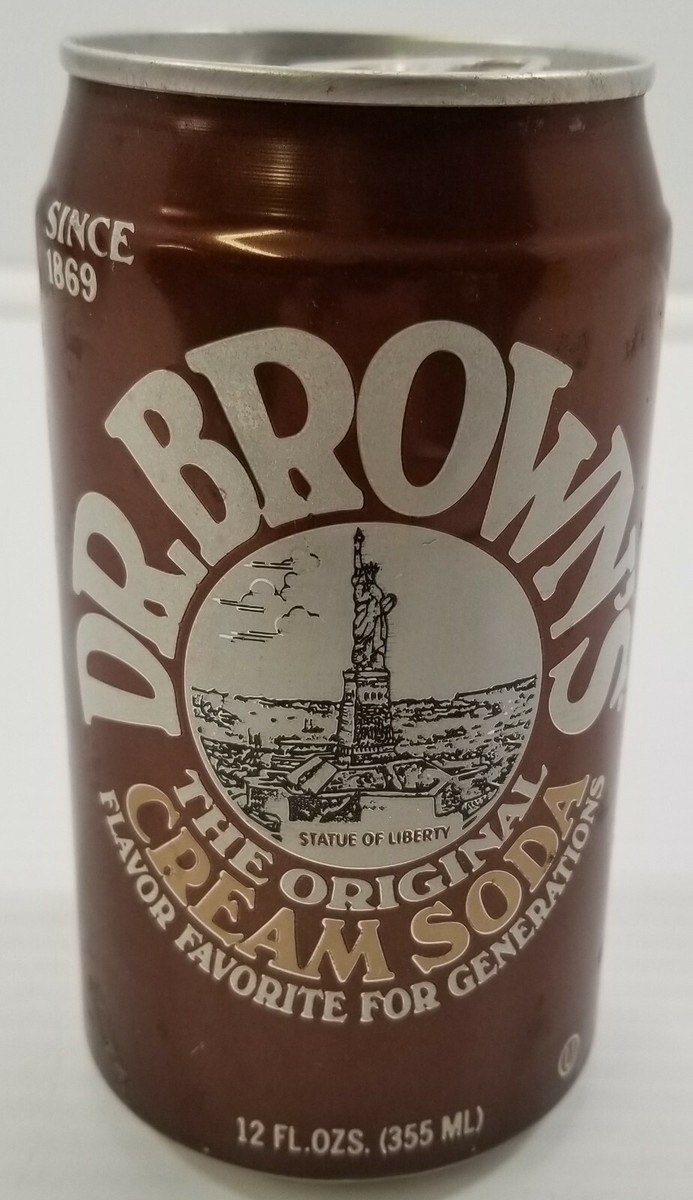 SINCE
1869
DR. BROWN'S
STATUE OF LIBERTY
THE ORIGINAL
CREAM SODA
FLAVOR FAVORITE FOR GENERATIONS
U
12 FL.OZS. (355 ML)